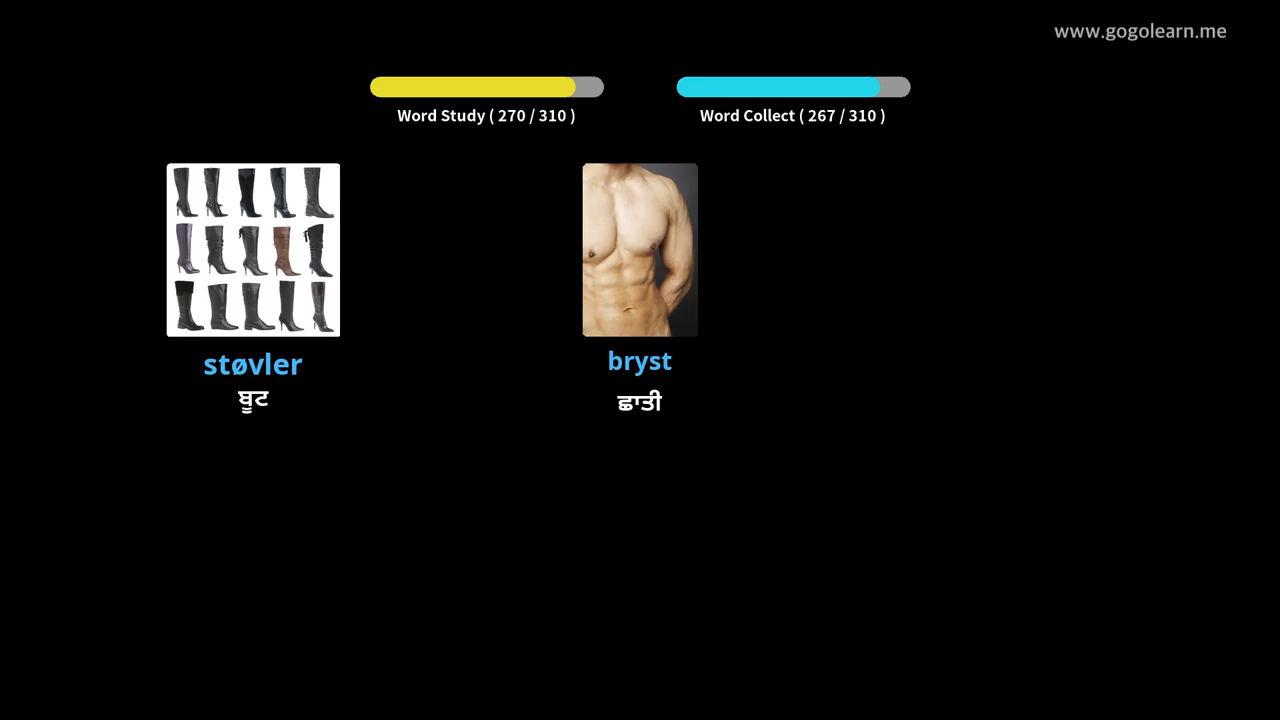 www.gogolearn.me
Word Study ( 270 / 310 )
Word Collect ( 267 / 310 )
støvler
ਬੂਟ
bryst
ਛਾਤੀ